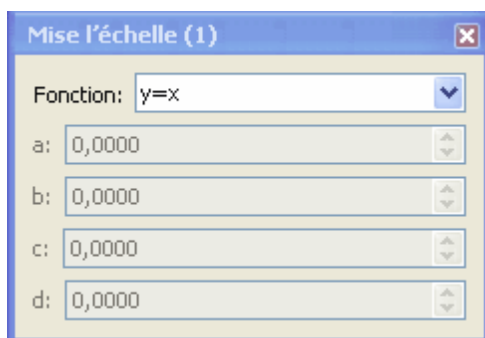 Mise l’échelle (1)
Fonction: y=x
a: 0,0000
b: 0,0000
c: 0,0000
d: 0,0000